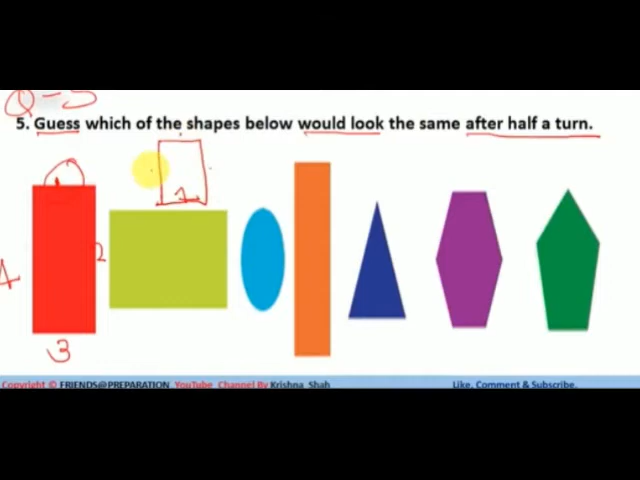 Q-5
5. Guess which of the shapes below would look the same after half a turn.
1
4
2
3
Copyright © FRIENDS@PREPARATION YouTube Channel By Krishna Shah
Like, Comment & Subscribe.